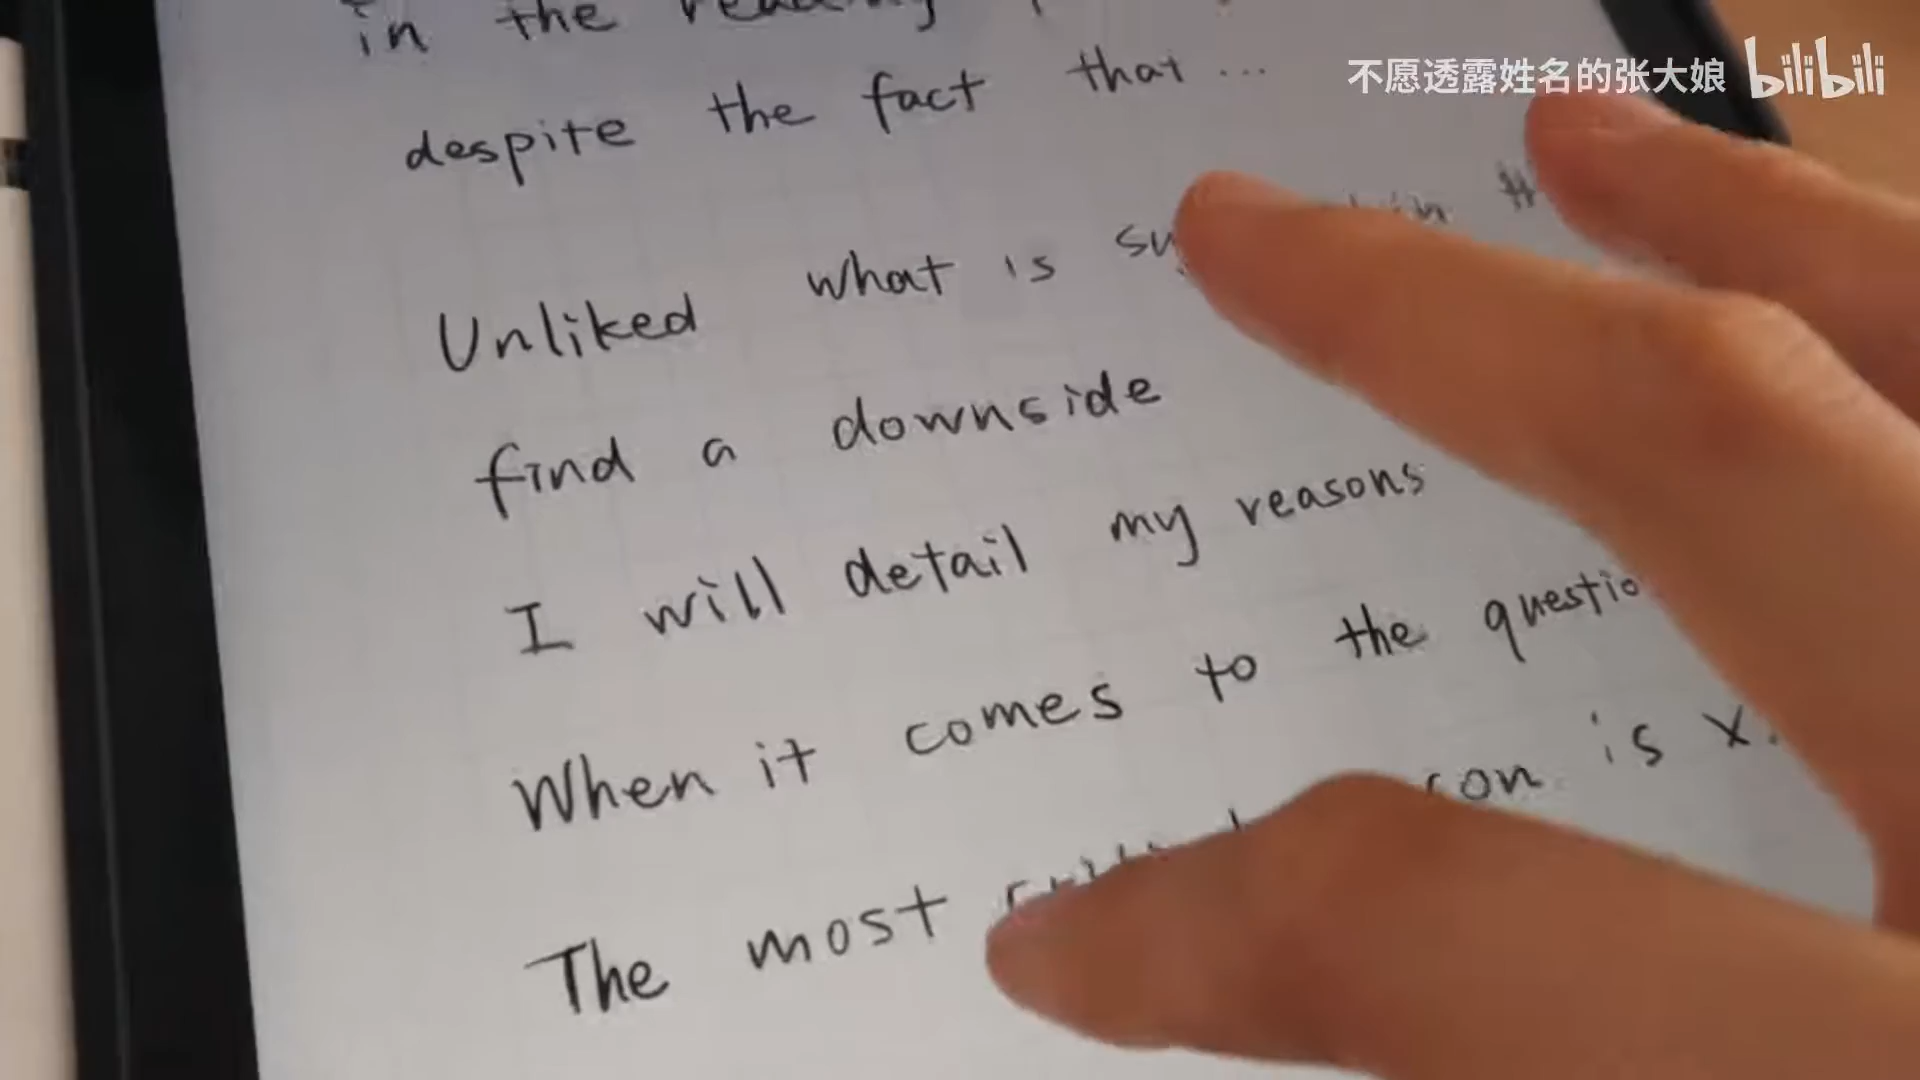 in the
despite the fact that ...
不愿透露姓名的张大娘 bilibili
Unliked what is
find a downside
I will detail my reasons
When it comes to the
The most is X.